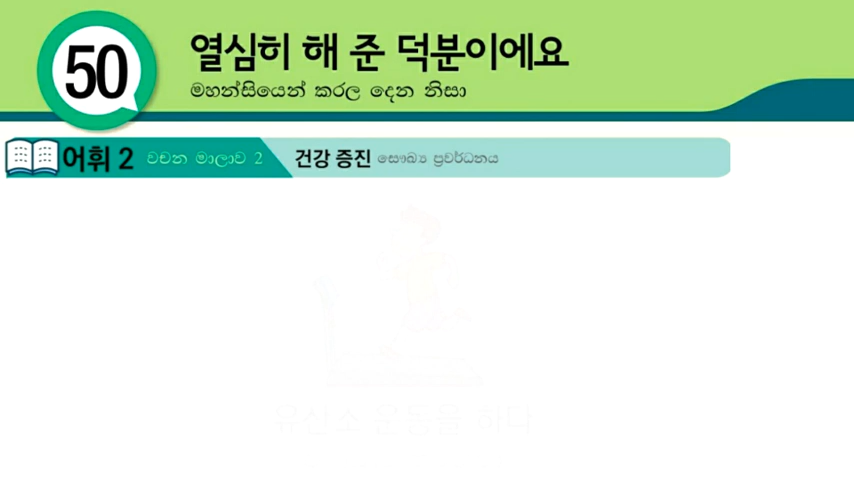 50
열심히 해 준 덕분이에요
මහන්සියෙන් කරල දෙන නිසා
어휘 2 වචන මාලාව 2 건강 증진 සෞඛ්‍ය ප්‍රවර්ධනය
유산소 운동을 하다